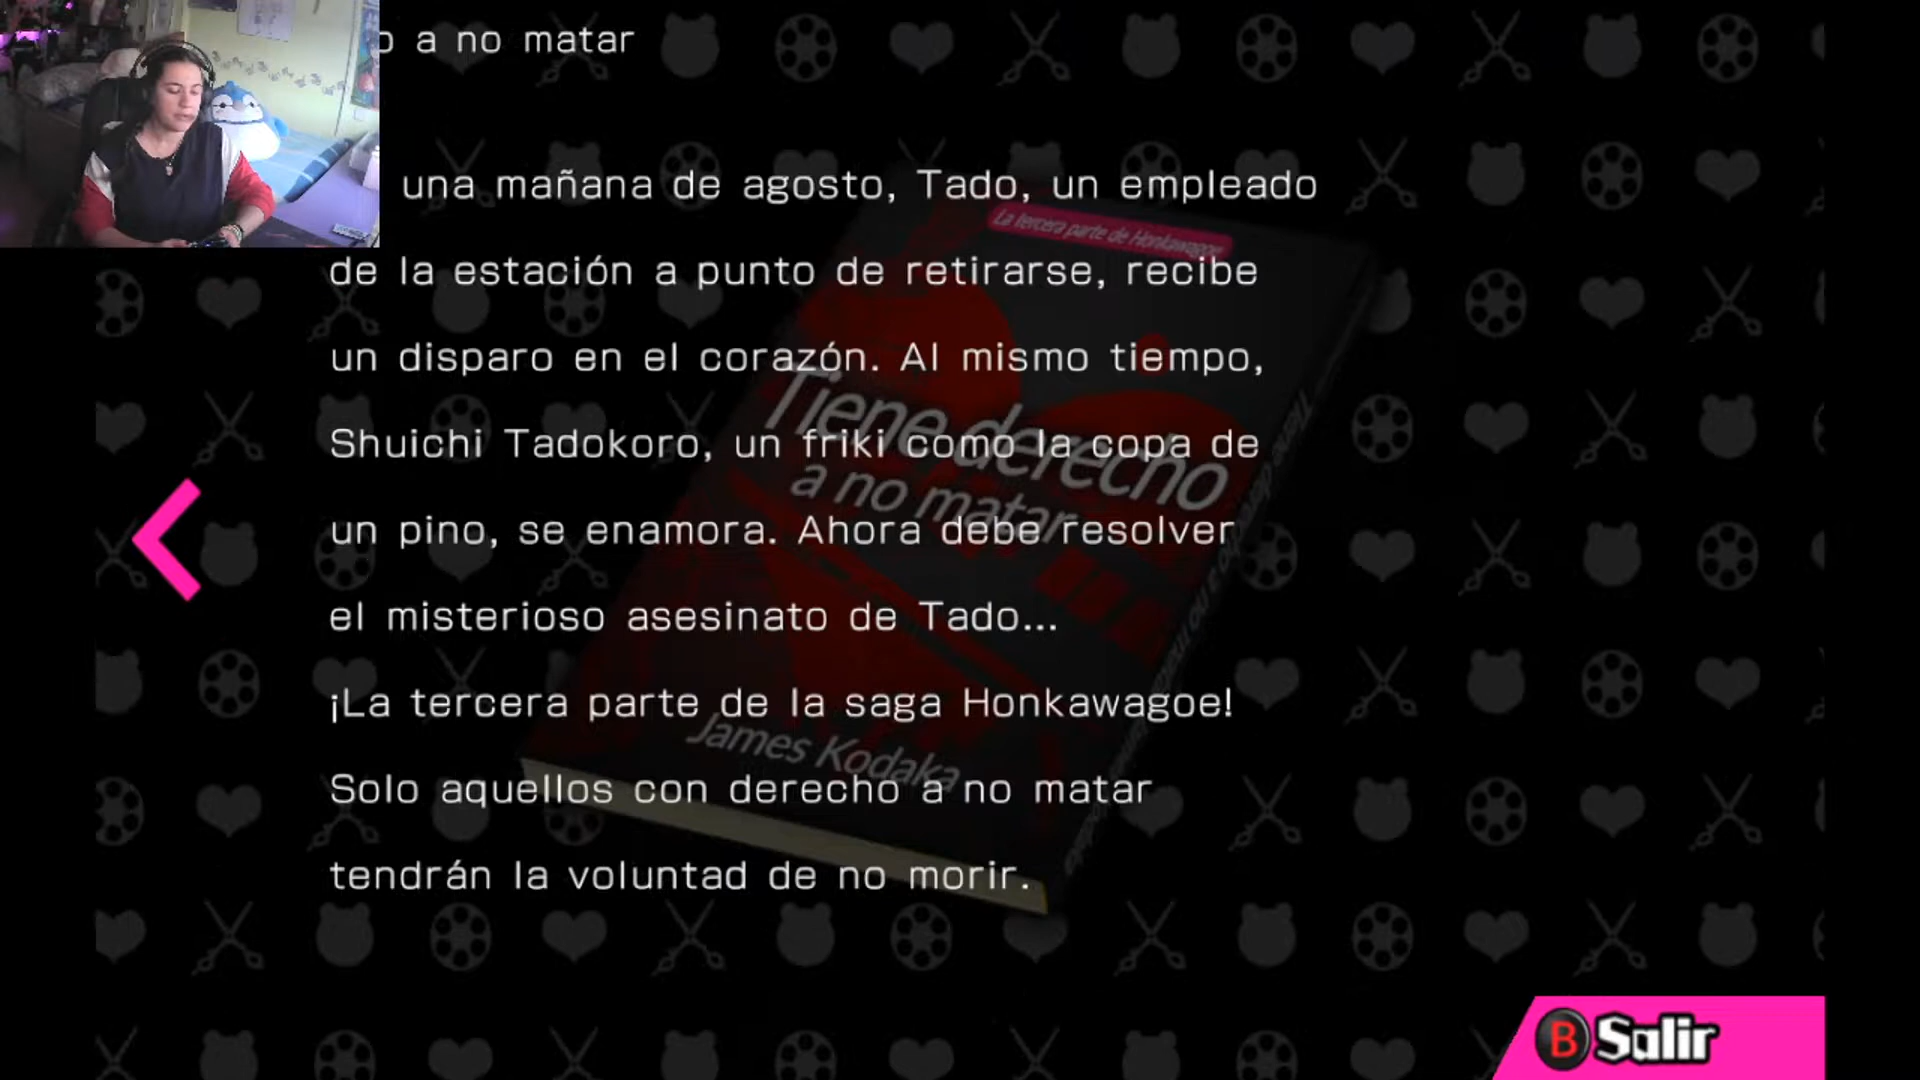 a no matar
una mañana de agosto, Tado, un empleado
de la estación a punto de retirarse, recibe
un disparo en el corazón. Al mismo tiempo,
Shuichi Tadokoro, un friki como la copa de
un pino, se enamora. Ahora debe resolver
el misterioso asesinato de Tado...
¡La tercera parte de la saga Honkawagoe!
Solo aquellos con derecho a no matar
tendrán la voluntad de no morir.
La tercera parte de Honkawagoe
Tiene derecho
a no matar
James Kodaka
B Salir